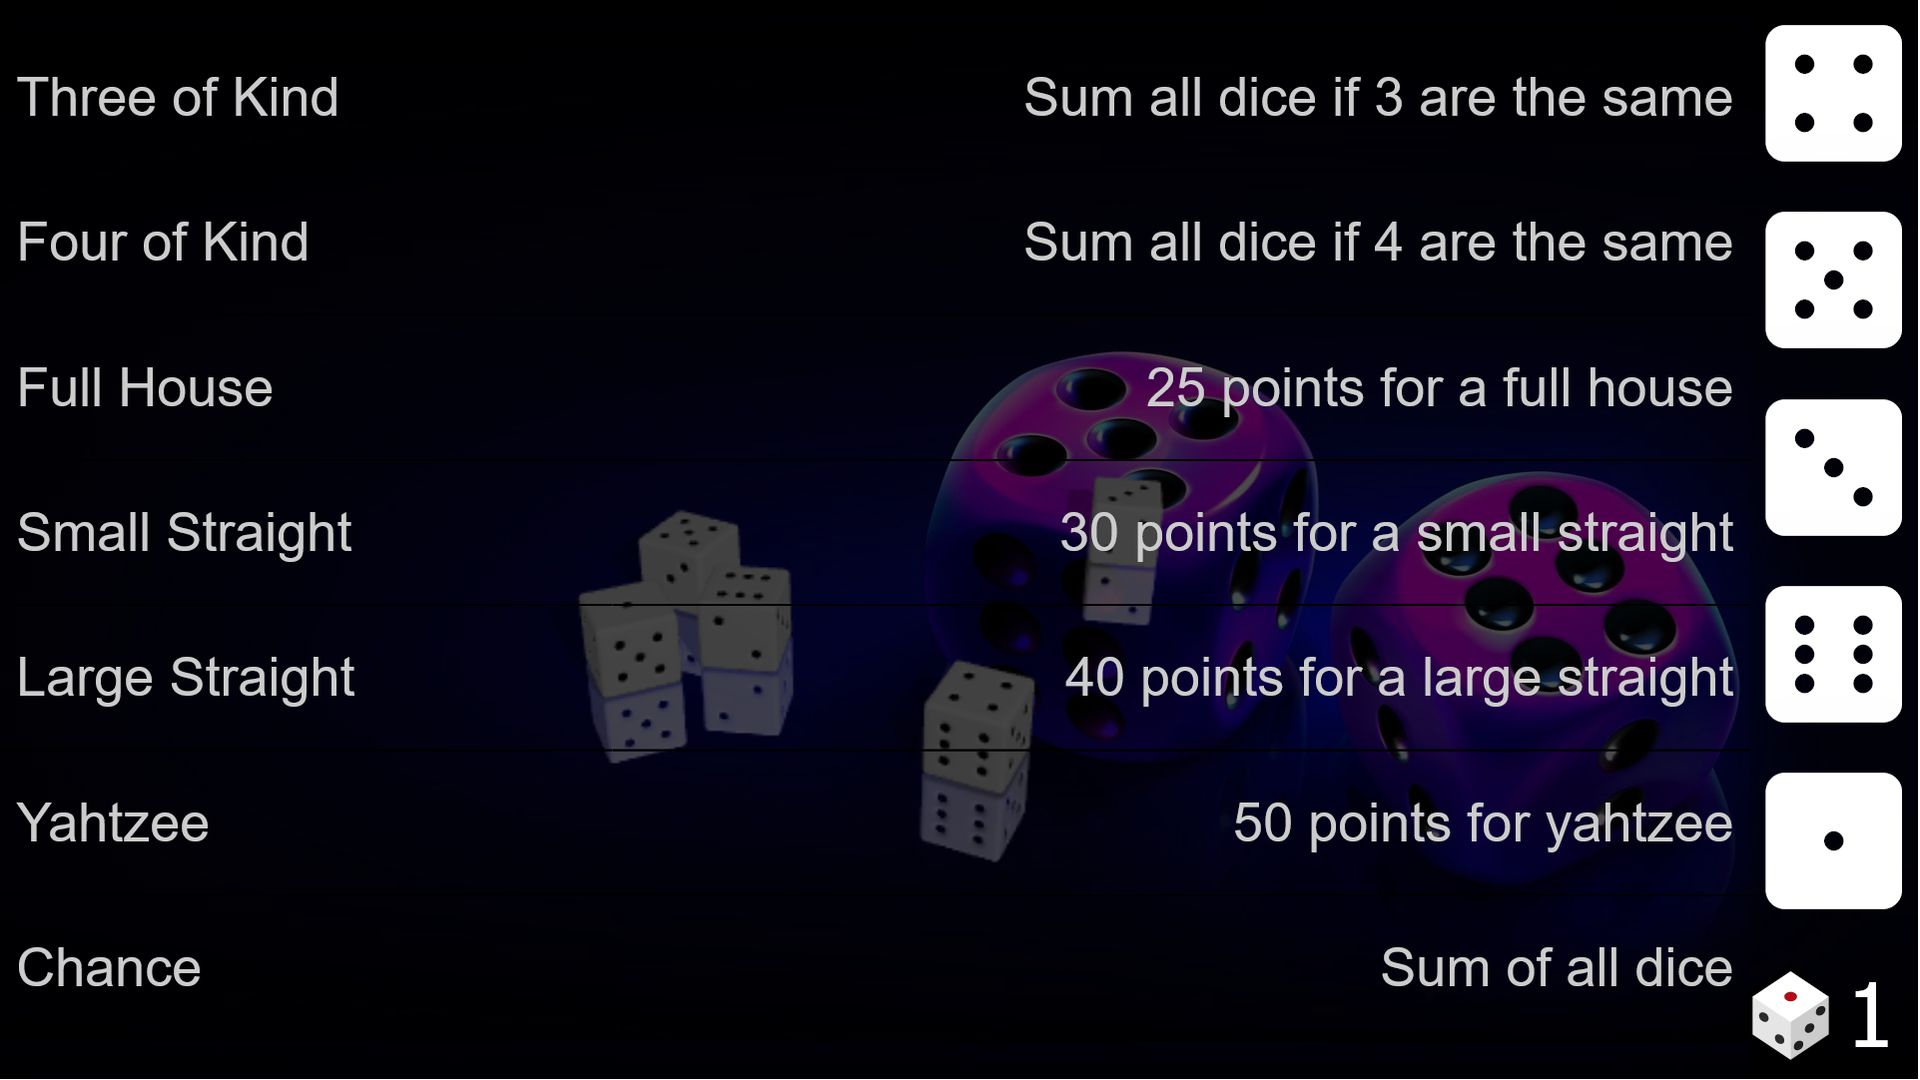 Three of Kind Sum all dice if 3 are the same
Four of Kind Sum all dice if 4 are the same
Full House 25 points for a full house
Small Straight 30 points for a small straight
Large Straight 40 points for a large straight
Yahtzee 50 points for yahtzee
Chance Sum of all dice
1